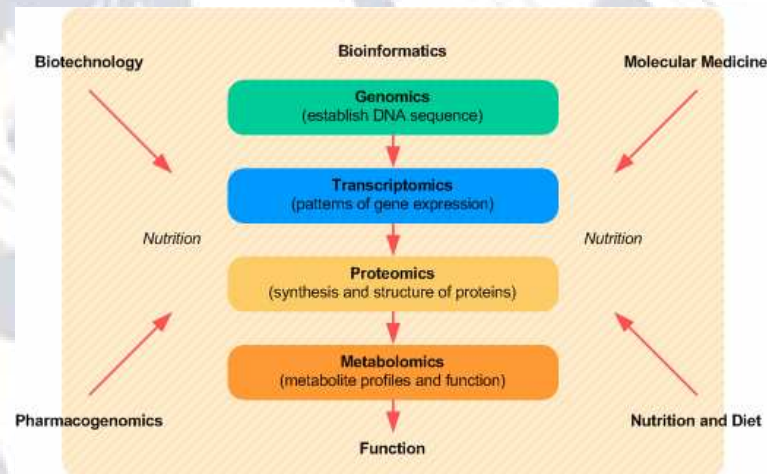 Bioinformatics
Biotechnology
Molecular Medicine
Genomics
(establish DNA sequence)
Transcriptomics
(patterns of gene expression)
Nutrition
Nutrition
Proteomics
(synthesis and structure of proteins)
Metabolomics
(metabolite profiles and function)
Pharmacogenomics
Nutrition and Diet
Function